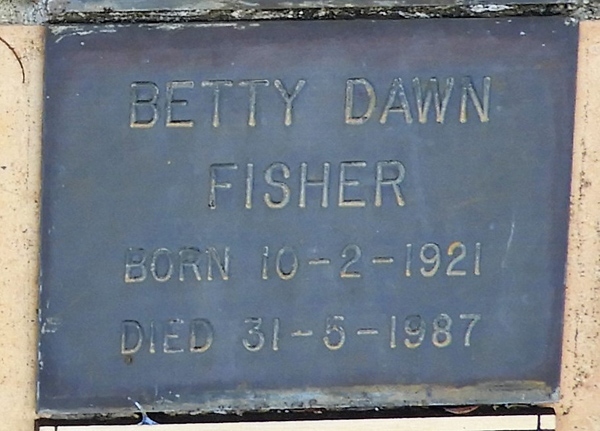 BETTY DAWN
FISHER
BORN 10-2-1921
DIED 31-5-1987